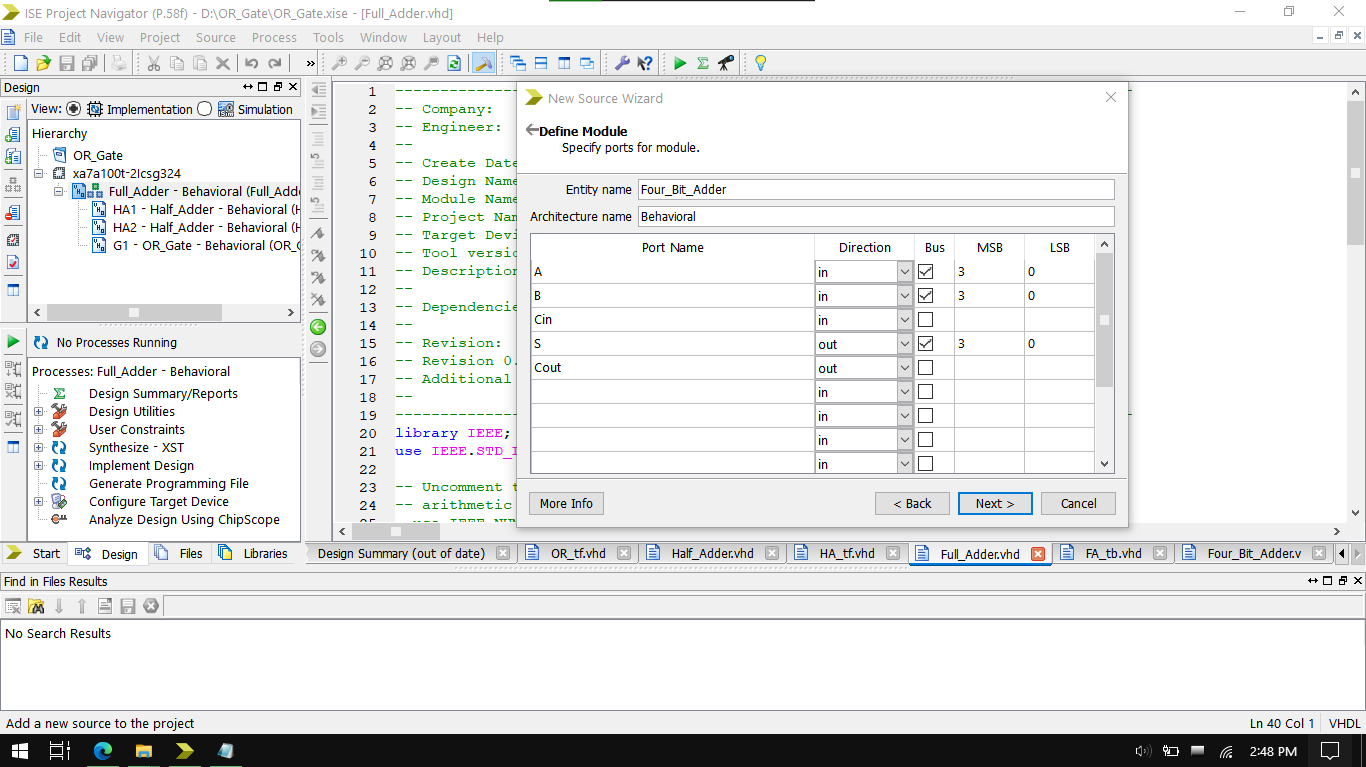 ISE Project Navigator (P.58f) - D:\OR_Gate\OR_Gate.xise - [Full_Adder.vhd]
File Edit View Project Source Process Tools Window Layout Help
Design
View: Implementation Simulation
Hierarchy
OR_Gate
xa7a100t-2lcsg324
Full_Adder - Behavioral (Full_Adde
HA1 - Half_Adder - Behavioral (H
HA2 - Half_Adder - Behavioral (H
G1 - OR_Gate - Behavioral (OR_G
No Processes Running
Processes: Full_Adder - Behavioral
Design Summary/Reports
Design Utilities
User Constraints
Synthesize - XST
Implement Design
Generate Programming File
Configure Target Device
Analyze Design Using ChipScope
Start Design Files Libraries
1 ----------------
2 -- Company:
3 -- Engineer:
4 --
5 -- Create Date
6 -- Design Name
7 -- Module Name
8 -- Project Nam
9 -- Target Devi
10 -- Tool versio
11 -- Description
12 --
13 -- Dependencie
14 --
15 -- Revision:
16 -- Revision 0.
17 -- Additional
18 --
19 ----------------
20 library IEEE;
21 use IEEE.STD_L
22
23 -- Uncomment t
24 -- arithmetic
New Source Wizard
Define Module
Specify ports for module.
Entity name Four_Bit_Adder
Architecture name Behavioral
Port Name Direction Bus MSB LSB
A in 3 0
B in 3 0
Cin in
S out 3 0
Cout out
in
in
in
in
More Info < Back Next > Cancel
Design Summary (out of date) OR_tf.vhd Half_Adder.vhd HA_tf.vhd Full_Adder.vhd FA_tb.vhd Four_Bit_Adder.v
Find in Files Results
No Search Results
Add a new source to the project
Ln 40 Col 1 VHDL
2:48 PM